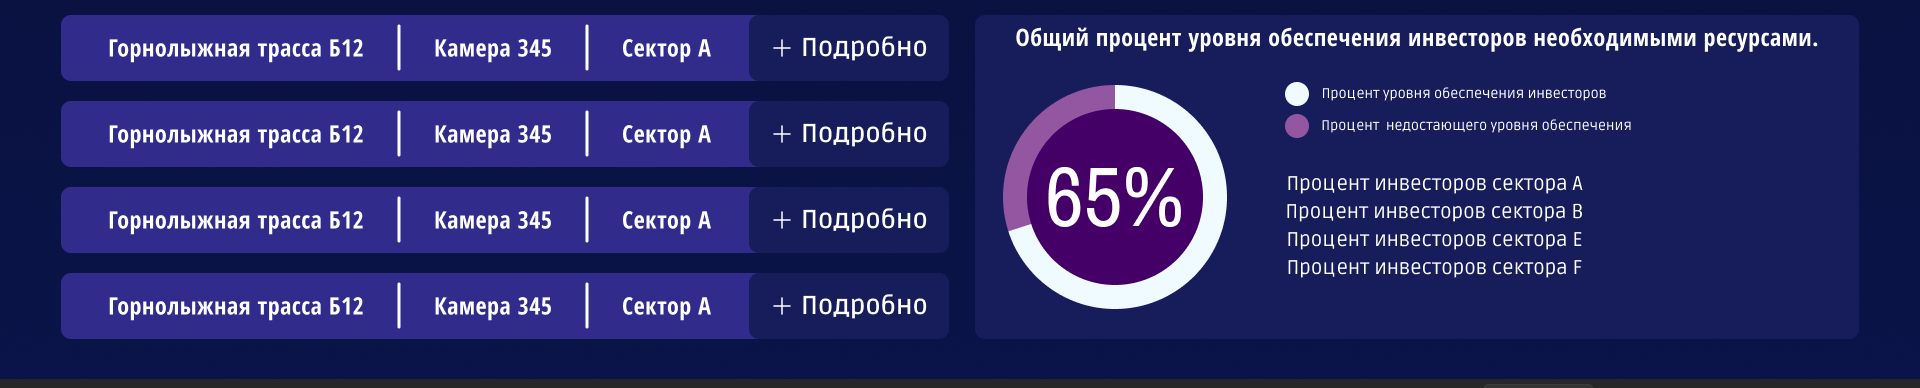 Горнолыжная трасса Б12 Камера 345 Сектор А + Подробно
Горнолыжная трасса Б12 Камера 345 Сектор А + Подробно
Горнолыжная трасса Б12 Камера 345 Сектор А + Подробно
Горнолыжная трасса Б12 Камера 345 Сектор А + Подробно
Общий процент уровня обеспечения инвесторов необходимыми ресурсами.
65%
Процент уровня обеспечения инвесторов
Процент недостающего уровня обеспечения
Процент инвесторов сектора A
Процент инвесторов сектора B
Процент инвесторов сектора E
Процент инвесторов сектора F